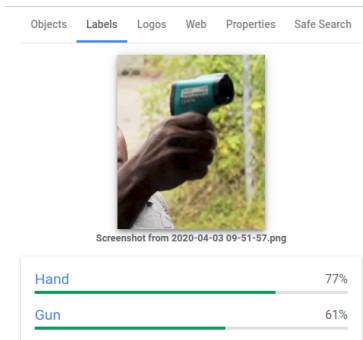 Objects Labels Logos Web Properties Safe Search
Screenshot from 2020-04-03 09-51-57.png
Hand 77%
Gun 61%